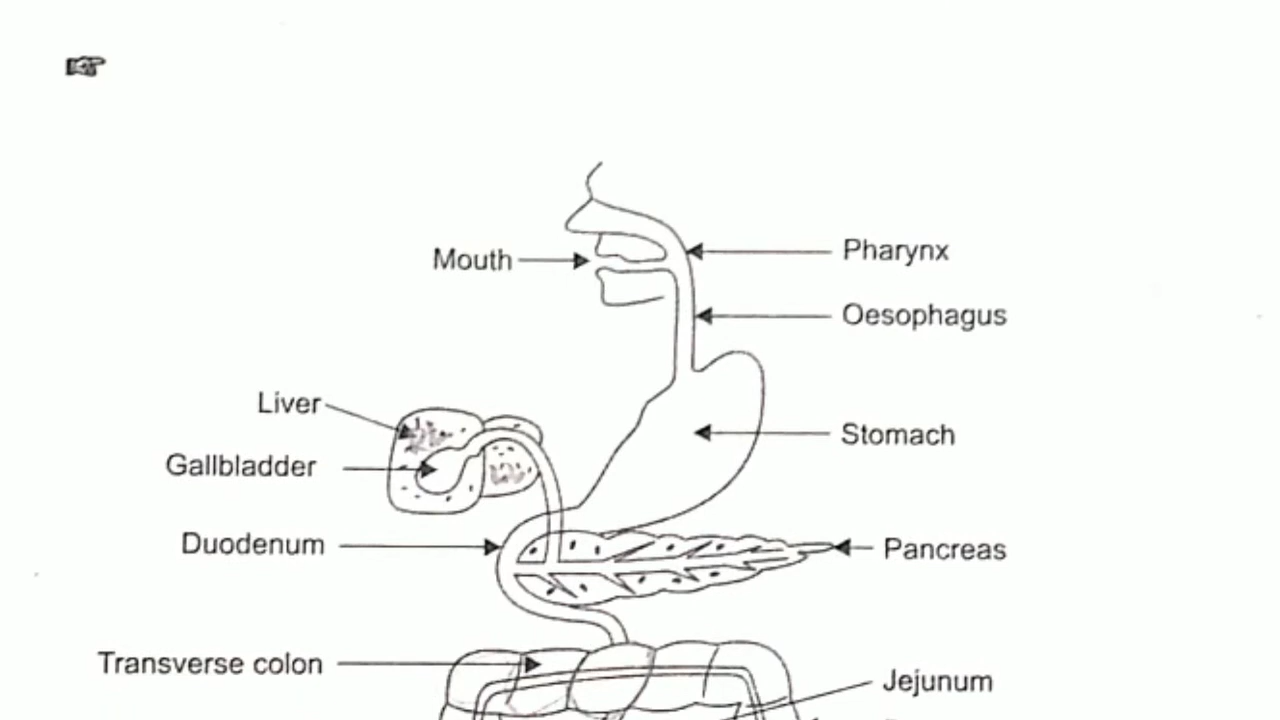 Mouth
Pharynx
Oesophagus
Liver
Stomach
Gallbladder
Duodenum
Pancreas
Transverse colon
Jejunum